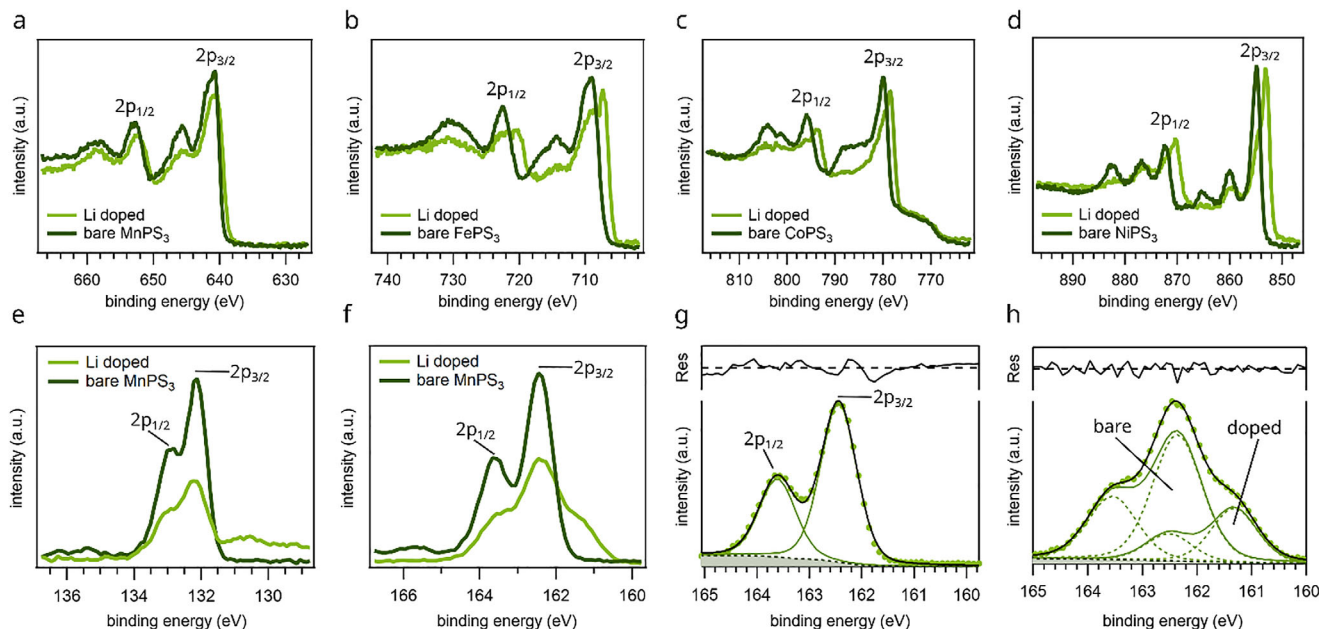 a
2p3/2
2p1/2
intensity (a.u.)
Li doped
bare MnPS3
660 650 640 630
binding energy (eV)
b
2p3/2
2p1/2
intensity (a.u.)
Li doped
bare FePS3
740 730 720 710
binding energy (eV)
c
2p3/2
2p1/2
intensity (a.u.)
Li doped
bare CoPS3
810 800 790 780 770
binding energy (eV)
d
2p3/2
2p1/2
intensity (a.u.)
Li doped
bare NiPS3
890 880 870 860 850
binding energy (eV)
e
Li doped
bare MnPS3
2p3/2
2p1/2
intensity (a.u.)
136 134 132 130
binding energy (eV)
f
Li doped
bare MnPS3
2p3/2
2p1/2
intensity (a.u.)
166 164 162 160
binding energy (eV)
g
Res
2p3/2
2p1/2
intensity (a.u.)
165 164 163 162 161 160
binding energy (eV)
h
Res
bare
doped
intensity (a.u.)
165 164 163 162 161 160
binding energy (eV)